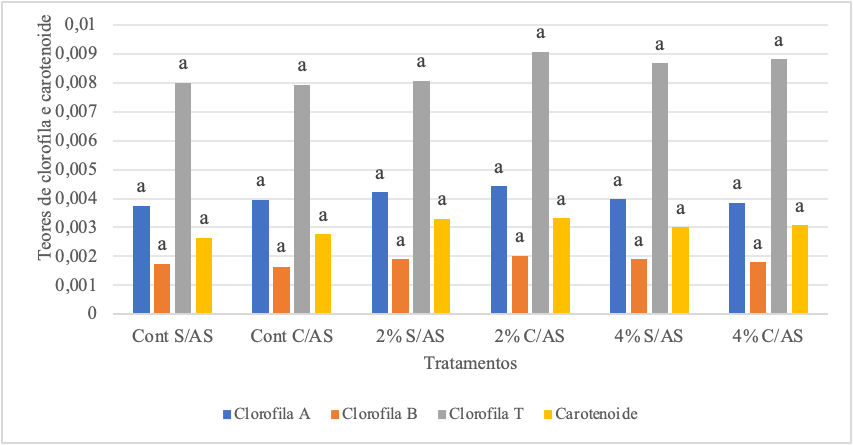 0,01
0,009
0,008
0,007
0,006
0,005
0,004
0,003
0,002
0,001
0
Teores de clorofila e carotenoide
a a a a
a a a a
a a a a
a a a a
a a a a
a a a a
Cont S/AS Cont C/AS 2% S/AS 2% C/AS 4% S/AS 4% C/AS
Tratamentos
Clorofila A Clorofila B Clorofila T Carotenoide